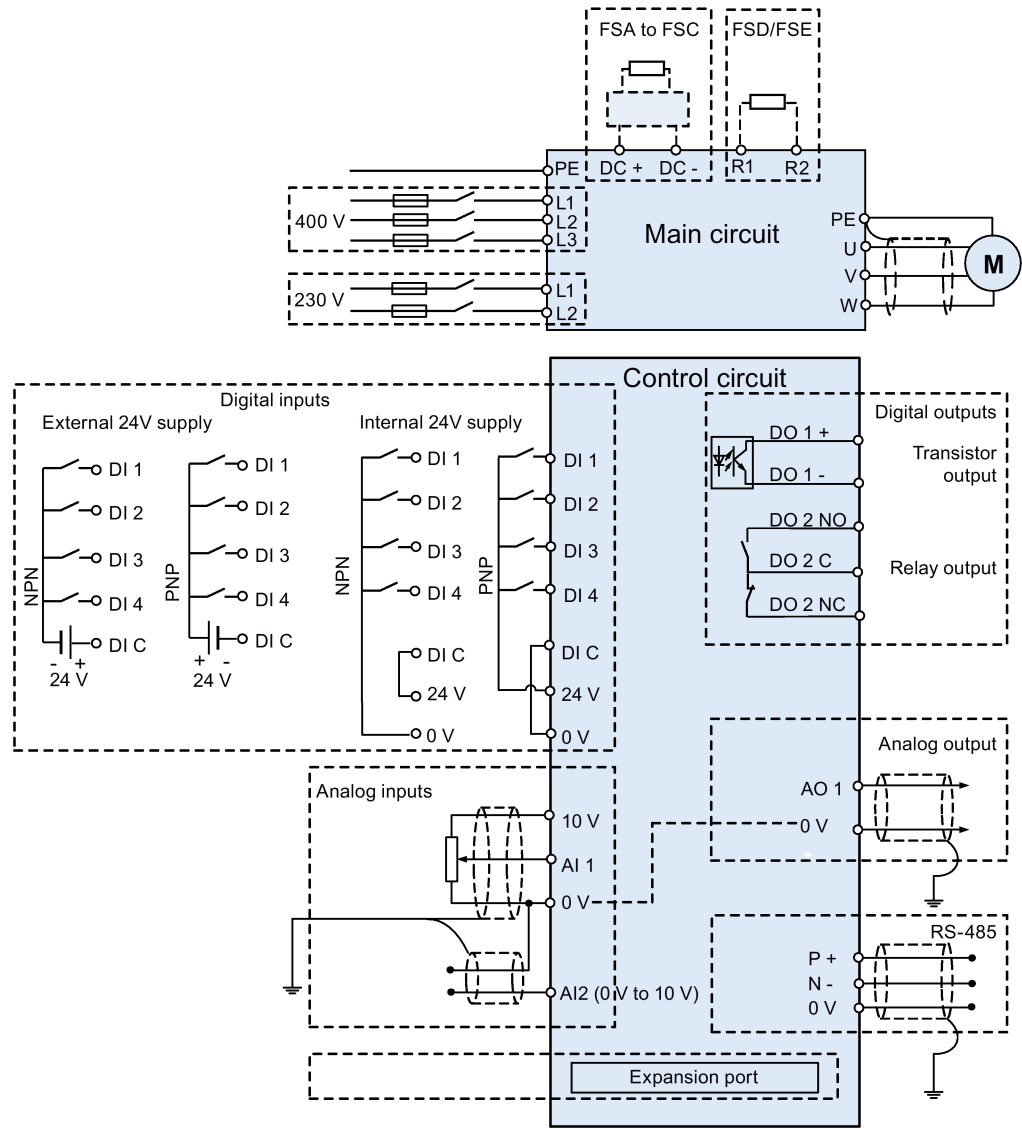 FSA to FSC
FSD/FSE
PE
DC +
DC -
R1
R2
400 V
L1
L2
L3
Main circuit
PE
U
V
W
M
230 V
L1
L2
Control circuit
Digital inputs
External 24V supply
Internal 24V supply
NPN
DI 1
DI 2
DI 3
DI 4
DI C
- +
24 V
PNP
DI 1
DI 2
DI 3
DI 4
DI C
+ -
24 V
NPN
DI 1
DI 2
DI 3
DI 4
DI C
24 V
0 V
PNP
DI 1
DI 2
DI 3
DI 4
DI C
24 V
0 V
Digital outputs
DO 1 +
Transistor
output
DO 1 -
DO 2 NO
DO 2 C
Relay output
DO 2 NC
Analog output
AO 1
0 V
Analog inputs
10 V
AI 1
0 V
AI2 (0 V to 10 V)
RS-485
P +
N -
0 V
Expansion port